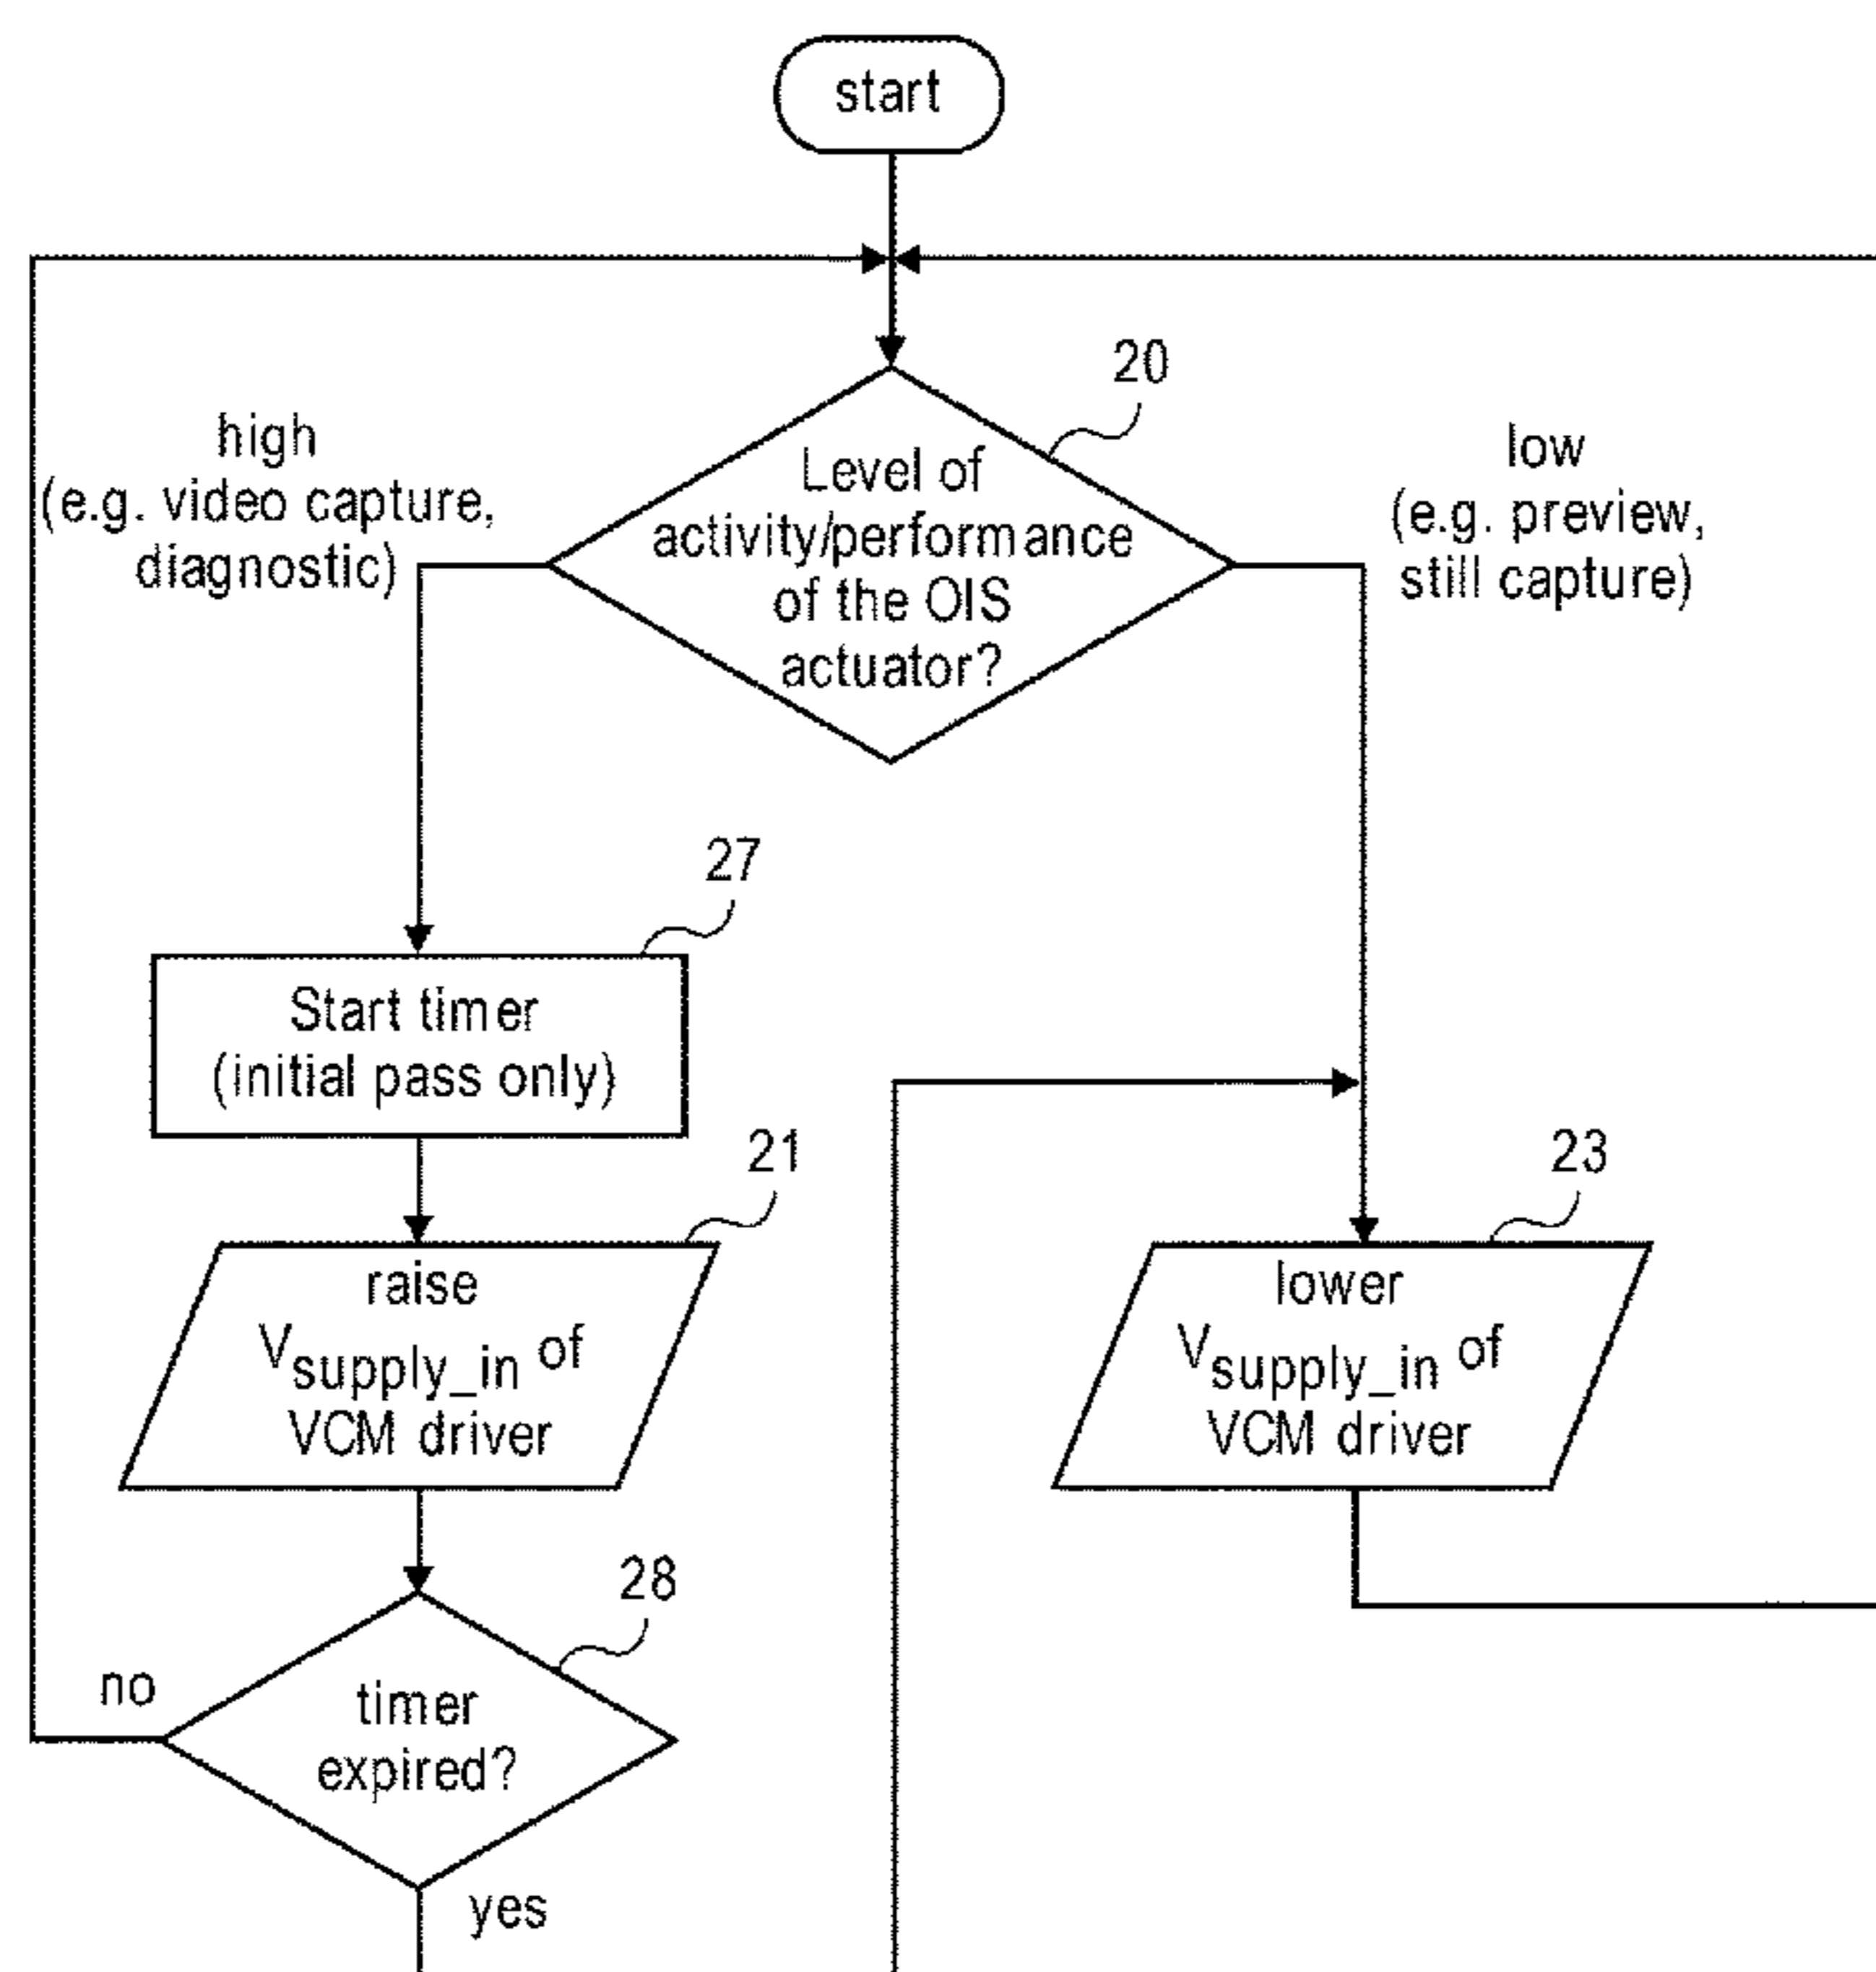 start
20
high
(e.g. video capture,
diagnostic)
Level of
activity/performance
of the OIS
actuator?
low
(e.g. preview,
still capture)
27
Start timer
(initial pass only)
21
raise
Vsupply_in of
VCM driver
23
lower
Vsupply_in of
VCM driver
28
no
timer
expired?
yes